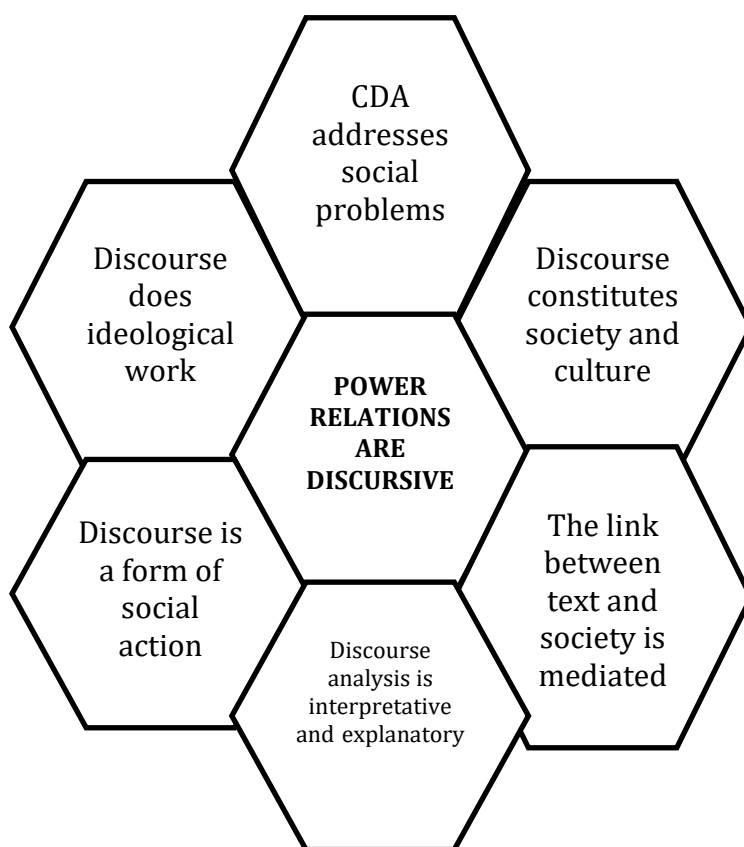 CDA
addresses
social
problems
Discourse
does
ideological
work
Discourse
constitutes
society and
culture
POWER
RELATIONS
ARE
DISCURSIVE
Discourse is
a form of
social
action
The link
between
text and
society is
mediated
Discourse
analysis is
interpretative
and explanatory